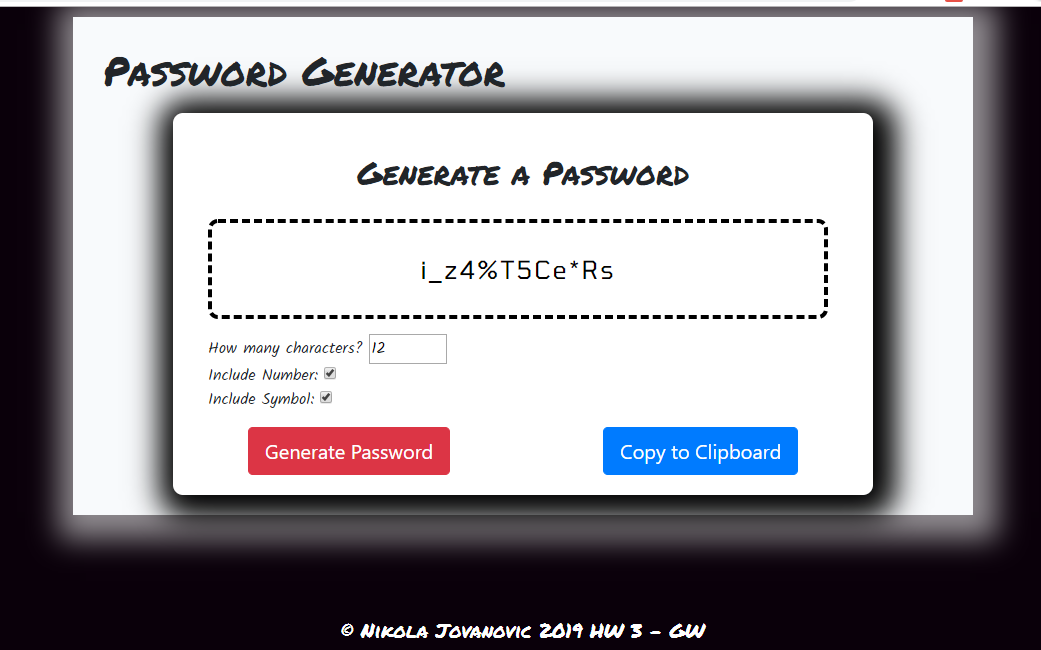 Password Generator
Generate a Password
i_z4%T5Ce*Rs
How many characters? 12
Include Number:
Include Symbol:
Generate Password Copy to Clipboard
© Nikola Jovanovic 2019 HW 3 - GW